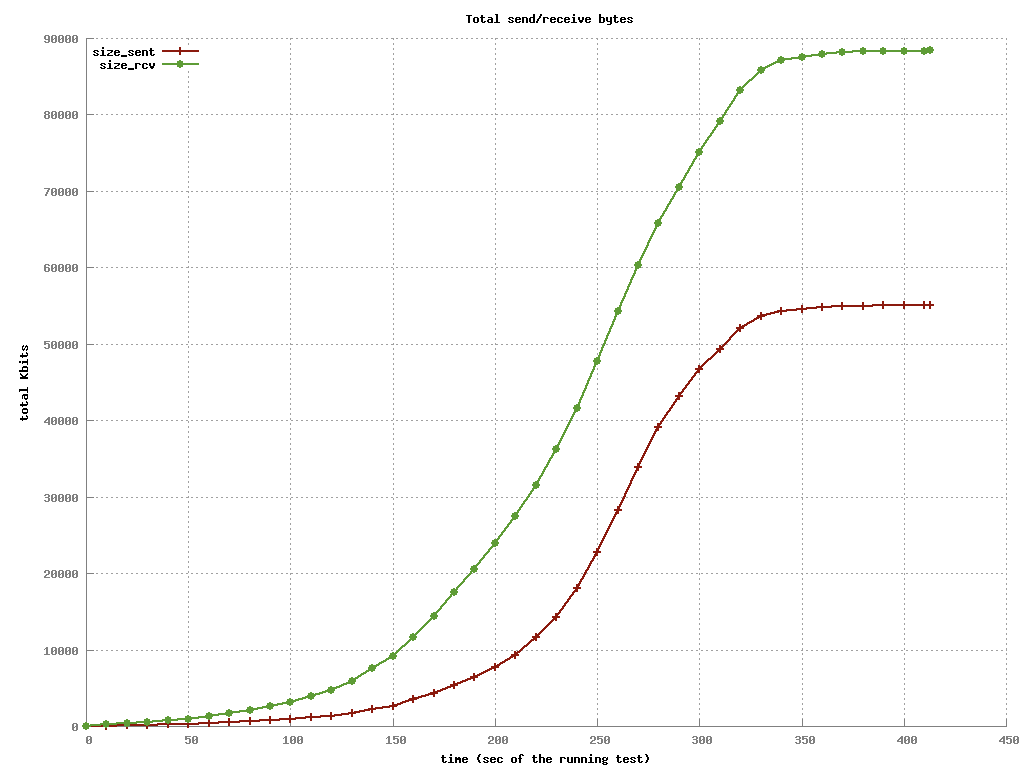 Total send/receive bytes
90000
size_sent
size_rcv
80000
70000
60000
50000
total Kbits
40000
30000
20000
10000
0
0 50 100 150 200 250 300 350 400 450
time (sec of the running test)